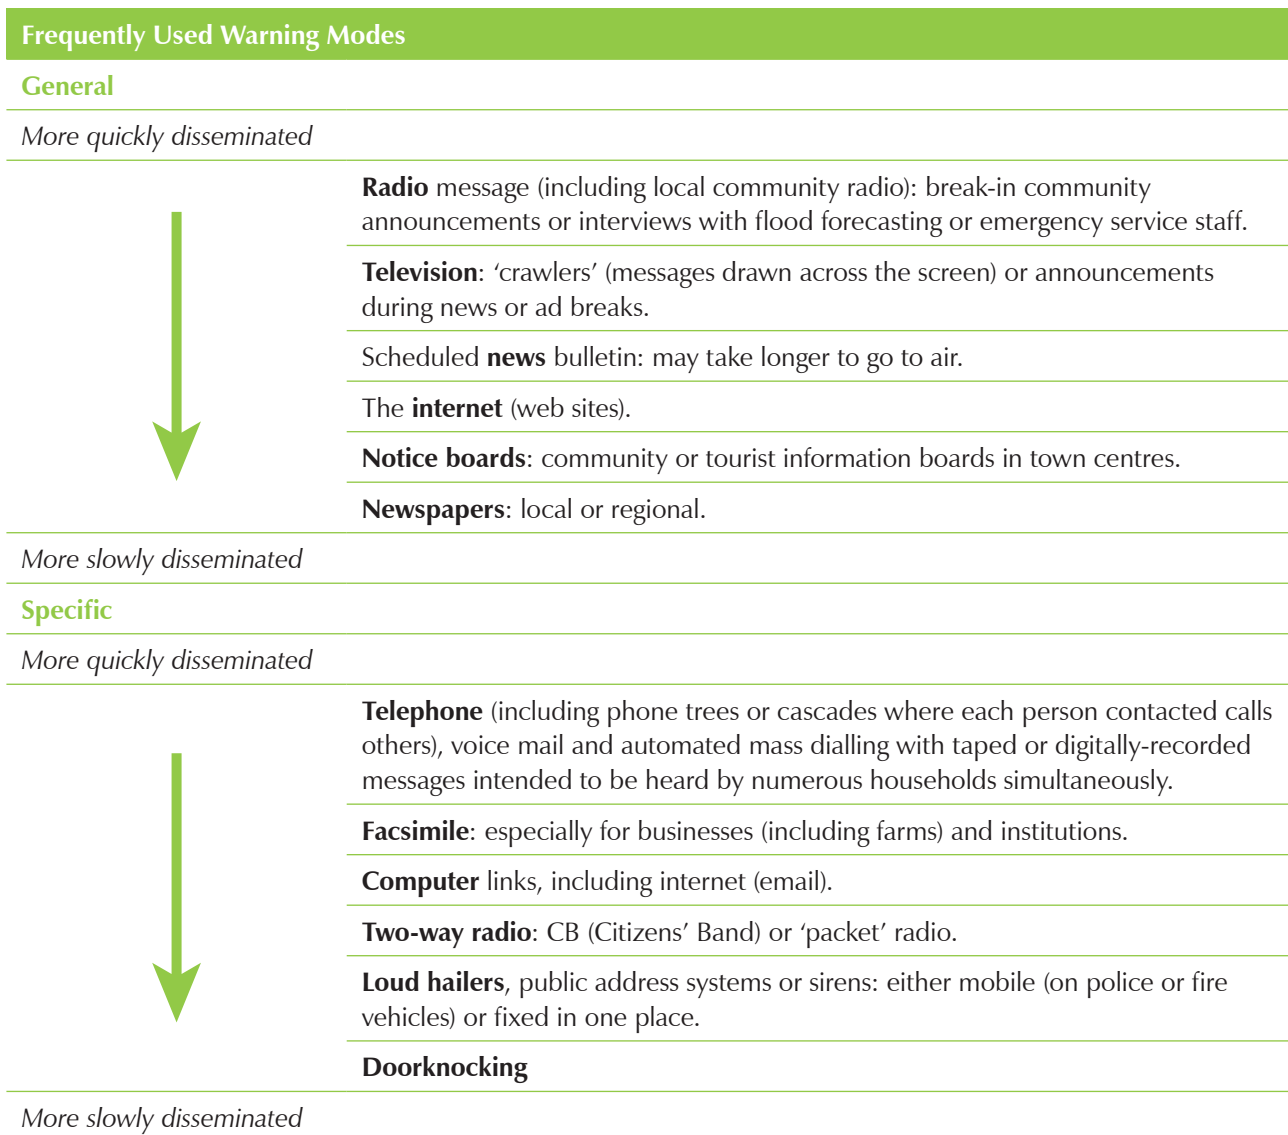 Frequently Used Warning Modes
General
More quickly disseminated
Radio message (including local community radio): break-in community
announcements or interviews with flood forecasting or emergency service staff.
Television: ‘crawlers’ (messages drawn across the screen) or announcements
during news or ad breaks.
Scheduled news bulletin: may take longer to go to air.
The internet (web sites).
Notice boards: community or tourist information boards in town centres.
Newspapers: local or regional.
More slowly disseminated
Specific
More quickly disseminated
Telephone (including phone trees or cascades where each person contacted calls
others), voice mail and automated mass dialling with taped or digitally-recorded
messages intended to be heard by numerous households simultaneously.
Facsimile: especially for businesses (including farms) and institutions.
Computer links, including internet (email).
Two-way radio: CB (Citizens’ Band) or ‘packet’ radio.
Loud hailers, public address systems or sirens: either mobile (on police or fire
vehicles) or fixed in one place.
Doorknocking
More slowly disseminated